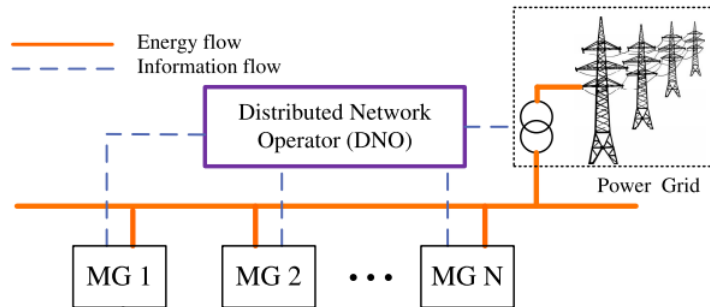 Energy flow
Information flow
Distributed Network
Operator (DNO)
Power Grid
MG 1
MG 2
•••
MG N